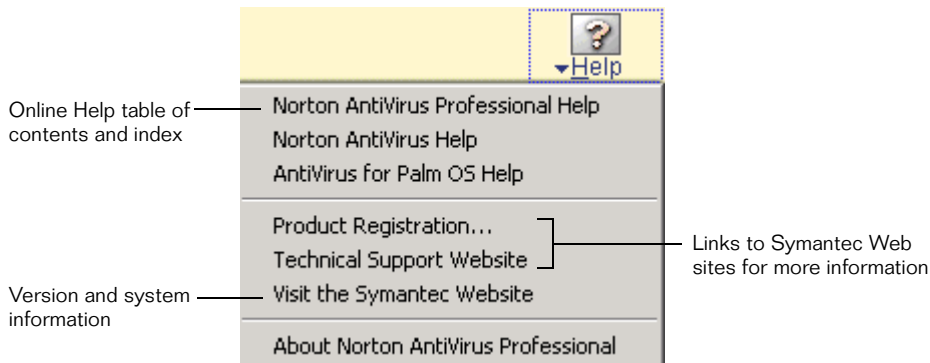 Help
Online Help table of
contents and index
Norton AntiVirus Professional Help
Norton AntiVirus Help
AntiVirus for Palm OS Help
Product Registration...
Technical Support Website
Links to Symantec Web
sites for more information
Version and system
information
Visit the Symantec Website
About Norton AntiVirus Professional